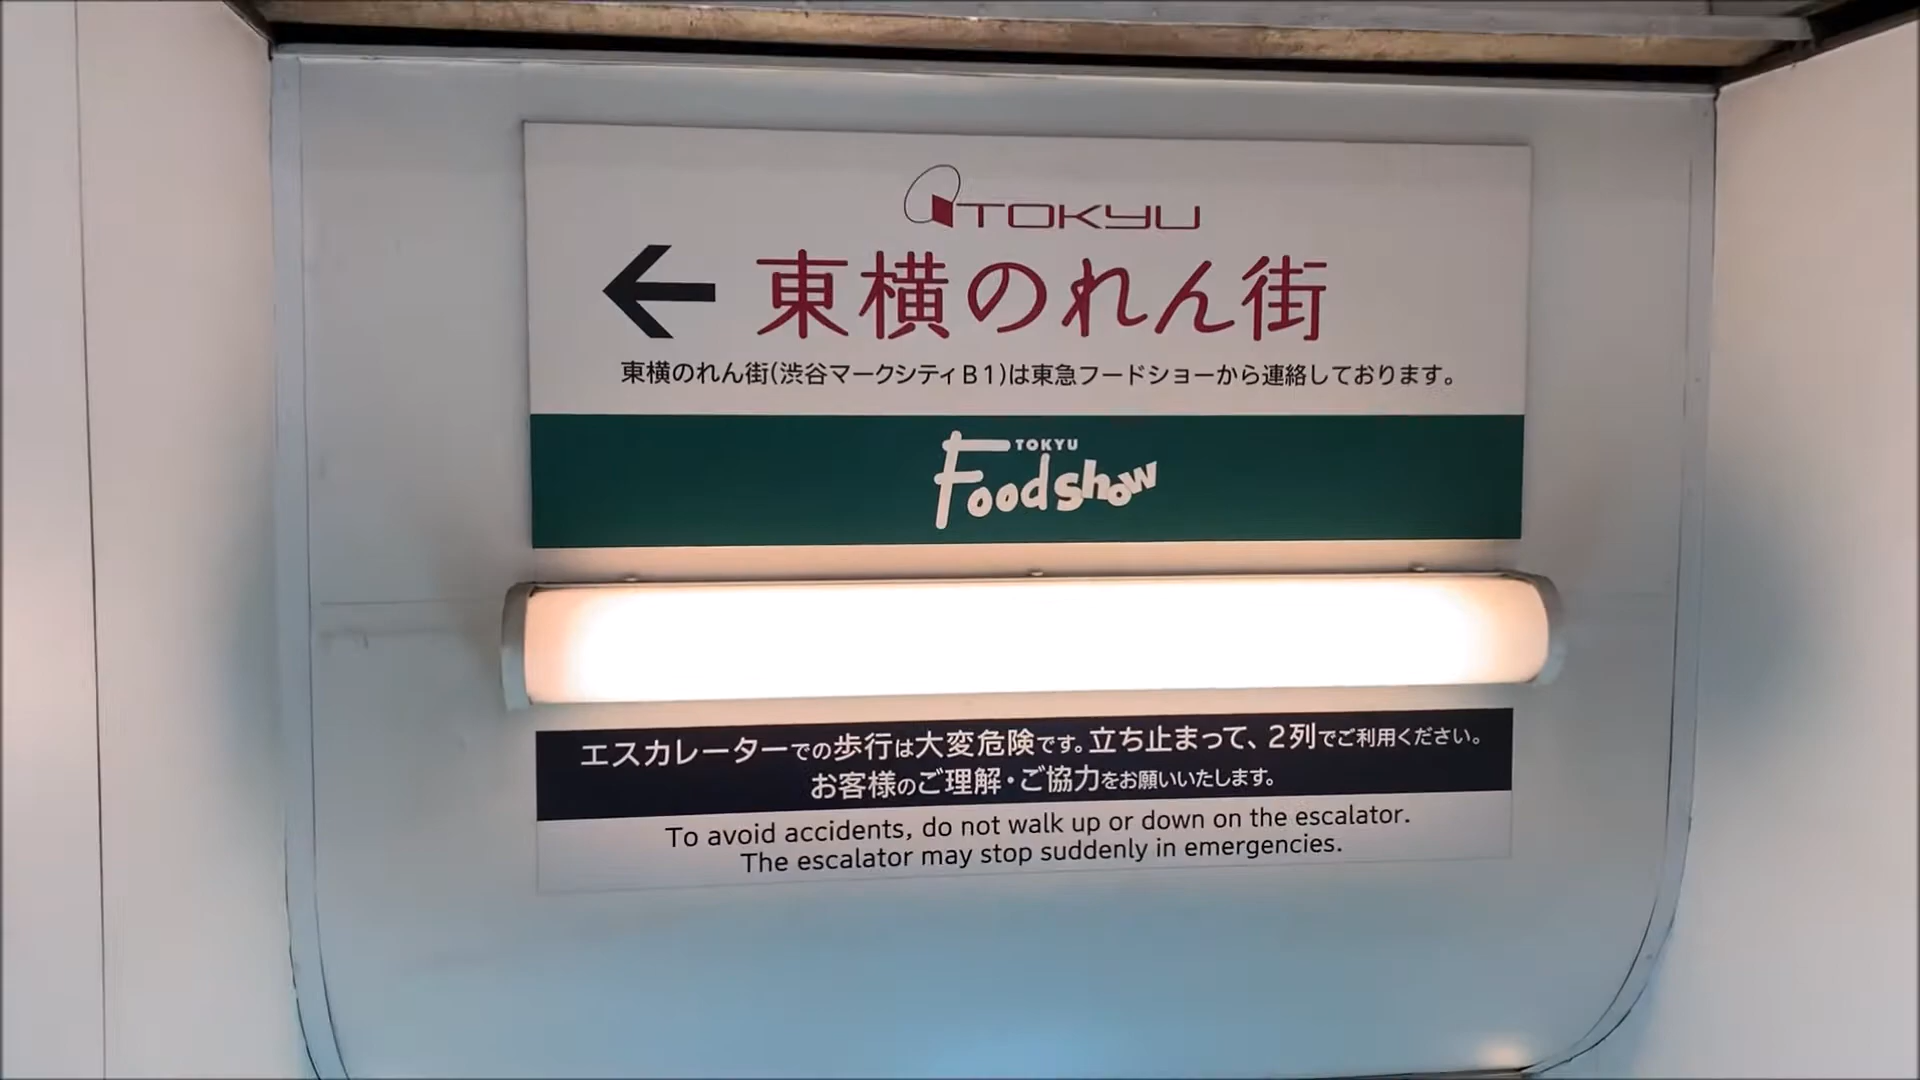 TOKYU
← 東横のれん街
東横のれん街(渋谷マークシティB1)は東急フードショーから連絡しております。
TOKYU
Foodshow
エスカレーターでの歩行は大変危険です。立ち止まって、2列でご利用ください。
お客様のご理解・ご協力をお願いいたします。
To avoid accidents, do not walk up or down on the escalator.
The escalator may stop suddenly in emergencies.